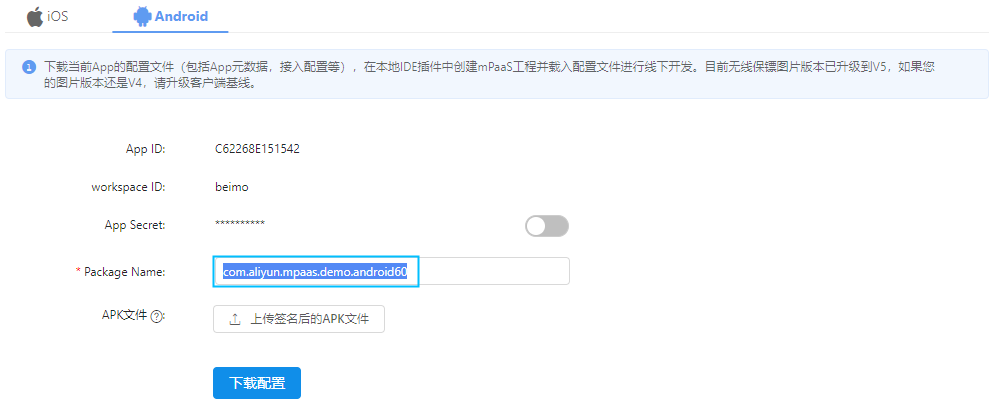 iOS
Android
下载当前App的配置文件（包括App元数据，接入配置等），在本地IDE插件中创建mPaaS工程并载入配置文件进行线下开发。目前无线保镖图片版本已升级到V5，如果您
的图片版本还是V4，请升级客户端基线。
App ID: C62268E151542
workspace ID: beimo
App Secret: **********
* Package Name: com.aliyun.mpaas.demo.android60
APK文件 ?:
上传签名后的APK文件
下载配置